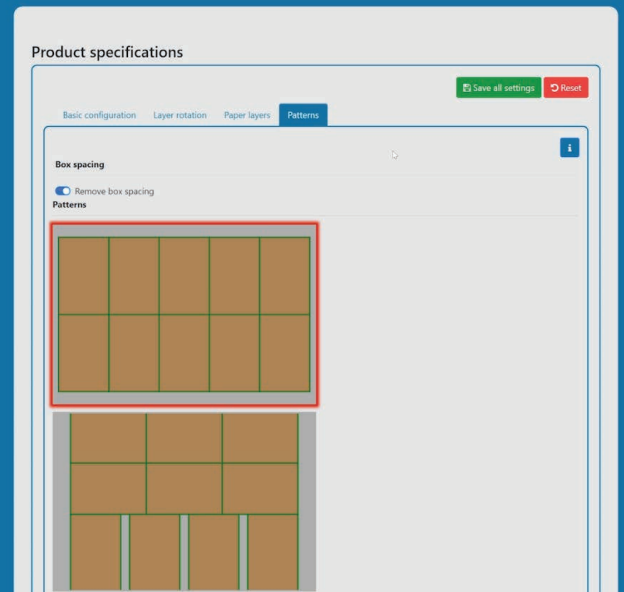 Product specifications
Save all settings
Reset
Basic configuration
Layer rotation
Paper layers
Patterns
i
Box spacing
Remove box spacing
Patterns